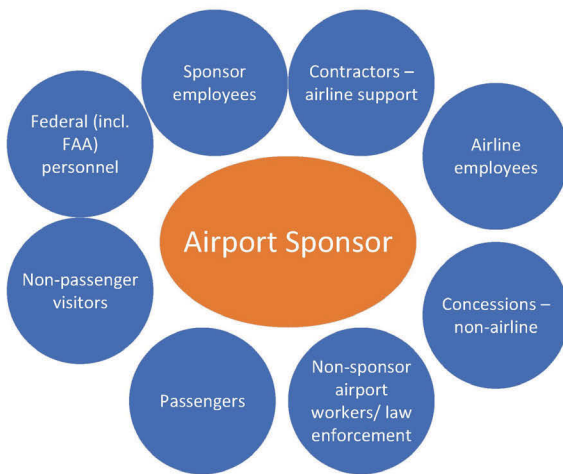 Sponsor
employees
Contractors –
airline support
Federal (incl.
FAA)
personnel
Airline
employees
Airport Sponsor
Non-passenger
visitors
Concessions –
non-airline
Passengers
Non-sponsor
airport
workers/ law
enforcement